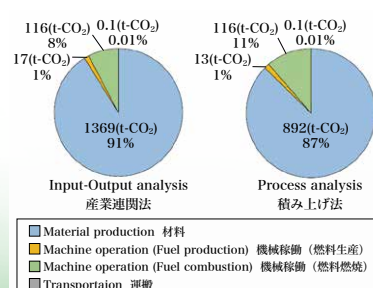 116(t-CO₂)
8%
0.1(t-CO₂)
0.01%
17(t-CO₂)
1%
1369(t-CO₂)
91%
Input-Output analysis
産業連関法
116(t-CO₂)
11%
0.1(t-CO₂)
0.01%
13(t-CO₂)
1%
892(t-CO₂)
87%
Process analysis
積み上げ法
Material production 材料
Machine operation (Fuel production) 機械稼働（燃料生産）
Machine operation (Fuel combustion) 機械稼働（燃料燃焼）
Transportaion 運搬